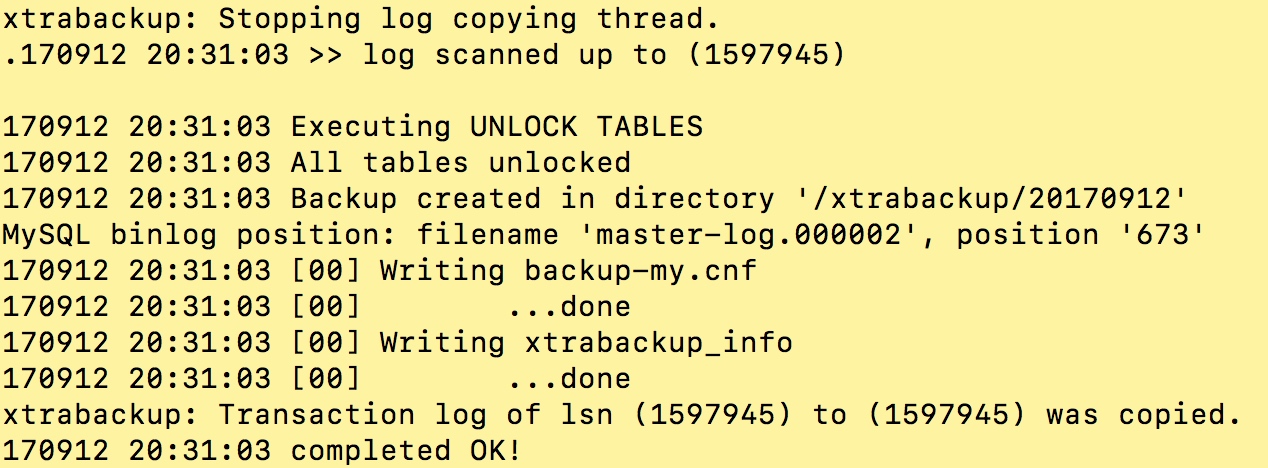 xtrabackup: Stopping log copying thread.
.170912 20:31:03 >> log scanned up to (1597945)
170912 20:31:03 Executing UNLOCK TABLES
170912 20:31:03 All tables unlocked
170912 20:31:03 Backup created in directory '/xtrabackup/20170912'
MySQL binlog position: filename 'master-log.000002', position '673'
170912 20:31:03 [00] Writing backup-my.cnf
170912 20:31:03 [00]        ...done
170912 20:31:03 [00] Writing xtrabackup_info
170912 20:31:03 [00]        ...done
xtrabackup: Transaction log of lsn (1597945) to (1597945) was copied.
170912 20:31:03 completed OK!